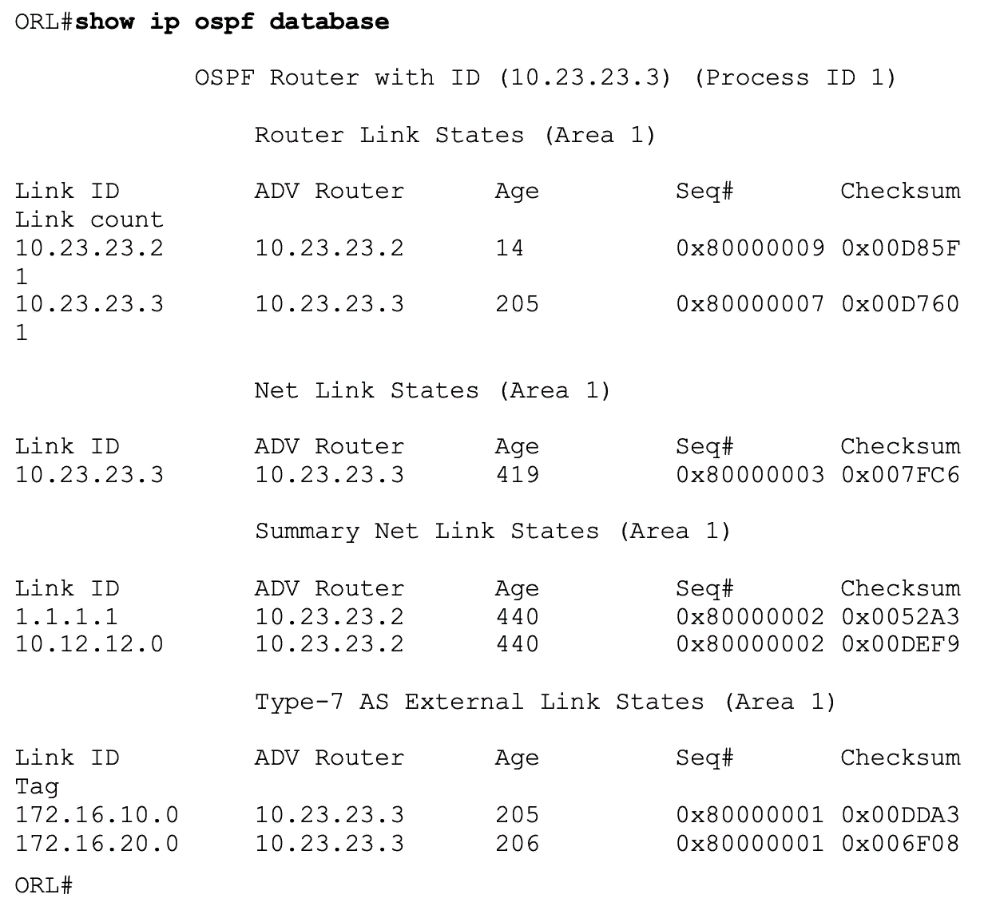 ORL#show ip ospf database
OSPF Router with ID (10.23.23.3) (Process ID 1)
Router Link States (Area 1)
Link ID ADV Router Age Seq# Checksum
Link count
10.23.23.2 10.23.23.2 14 0x80000009 0x00D85F
1
10.23.23.3 10.23.23.3 205 0x80000007 0x00D760
1
Net Link States (Area 1)
Link ID ADV Router Age Seq# Checksum
10.23.23.3 10.23.23.3 419 0x80000003 0x007FC6
Summary Net Link States (Area 1)
Link ID ADV Router Age Seq# Checksum
1.1.1.1 10.23.23.2 440 0x80000002 0x0052A3
10.12.12.0 10.23.23.2 440 0x80000002 0x00DEF9
Type-7 AS External Link States (Area 1)
Link ID ADV Router Age Seq# Checksum
Tag
172.16.10.0 10.23.23.3 205 0x80000001 0x00DDA3
172.16.20.0 10.23.23.3 206 0x80000001 0x006F08
ORL#